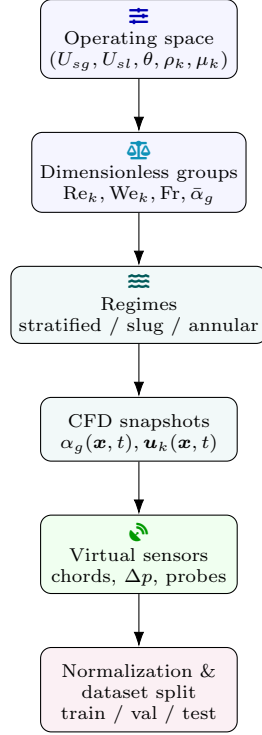 Operating space
(U_{sg}, U_{sl}, θ, ρ_k, μ_k)
Dimensionless groups
Re_k, We_k, Fr, ᾱ_g
Regimes
stratified / slug / annular
CFD snapshots
α_g(𝒙, t), 𝒖_k(𝒙, t)
Virtual sensors
chords, Δp, probes
Normalization &
dataset split
train / val / test